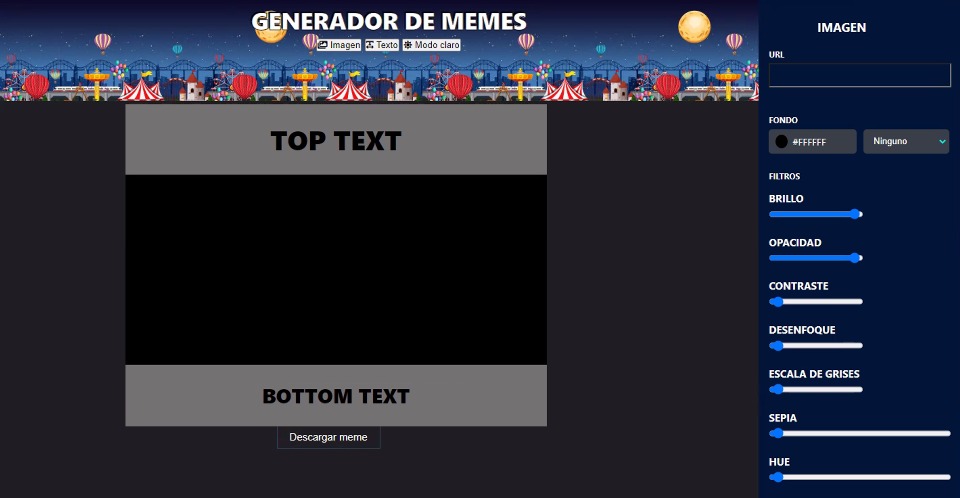 GENERADOR DE MEMES
Imagen Texto Modo claro
TOP TEXT
BOTTOM TEXT
Descargar meme
IMAGEN
URL
FONDO
#FFFFFF Ninguno
FILTROS
BRILLO
OPACIDAD
CONTRASTE
DESENFOQUE
ESCALA DE GRISES
SEPIA
HUE